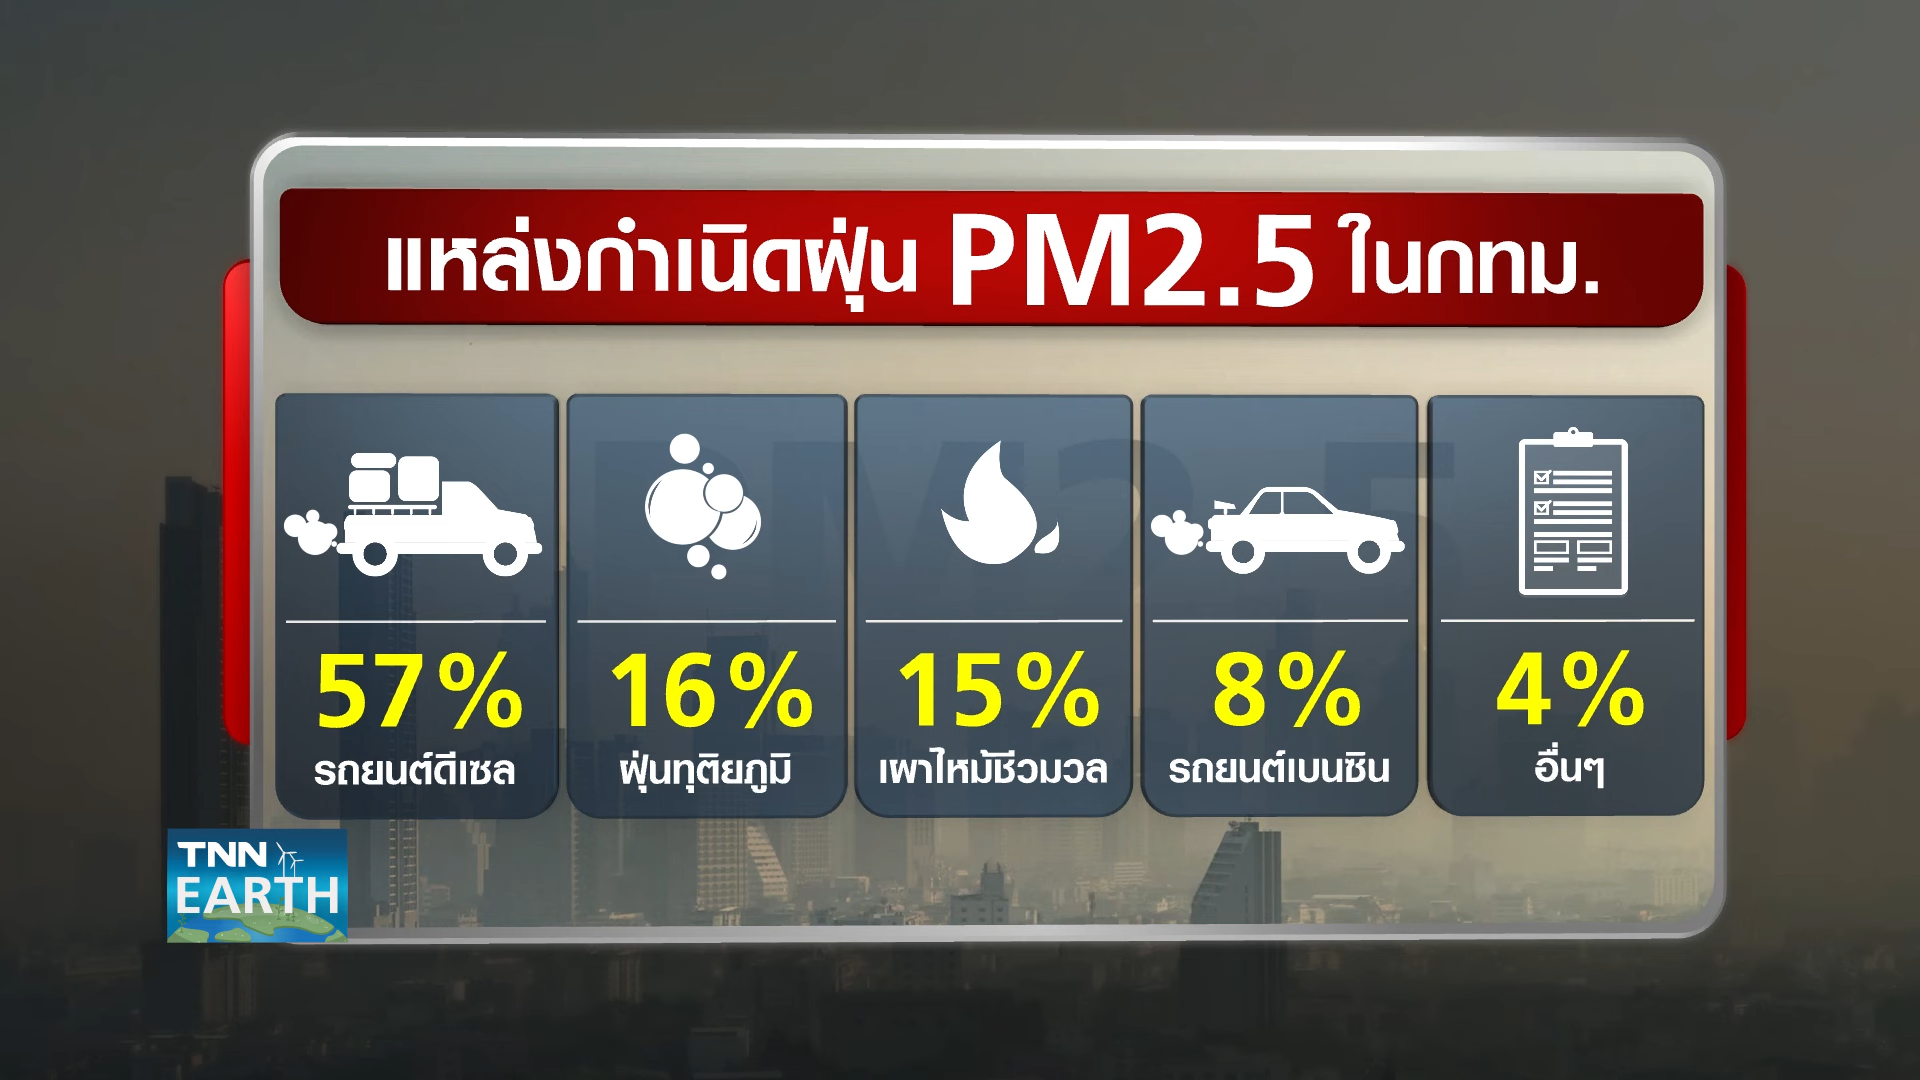 แหล่งกำเนิดฝุ่น PM2.5 ในกทม.
57%
รถยนต์ดีเซล
16%
ฝุ่นทุติยภูมิ
15%
เผาไหม้ชีวมวล
8%
รถยนต์เบนซิน
4%
อื่นๆ
TNN
EARTH
PM2.5